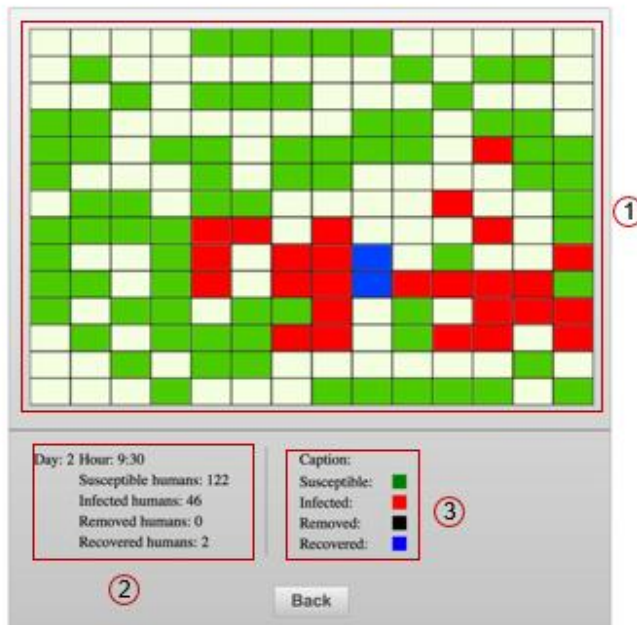 1
Day: 2 Hour: 9:30
Susceptible humans: 122
Infected humans: 46
Removed humans: 0
Recovered humans: 2
2
Caption:
Susceptible:
Infected:
Removed:
Recovered:
3
Back